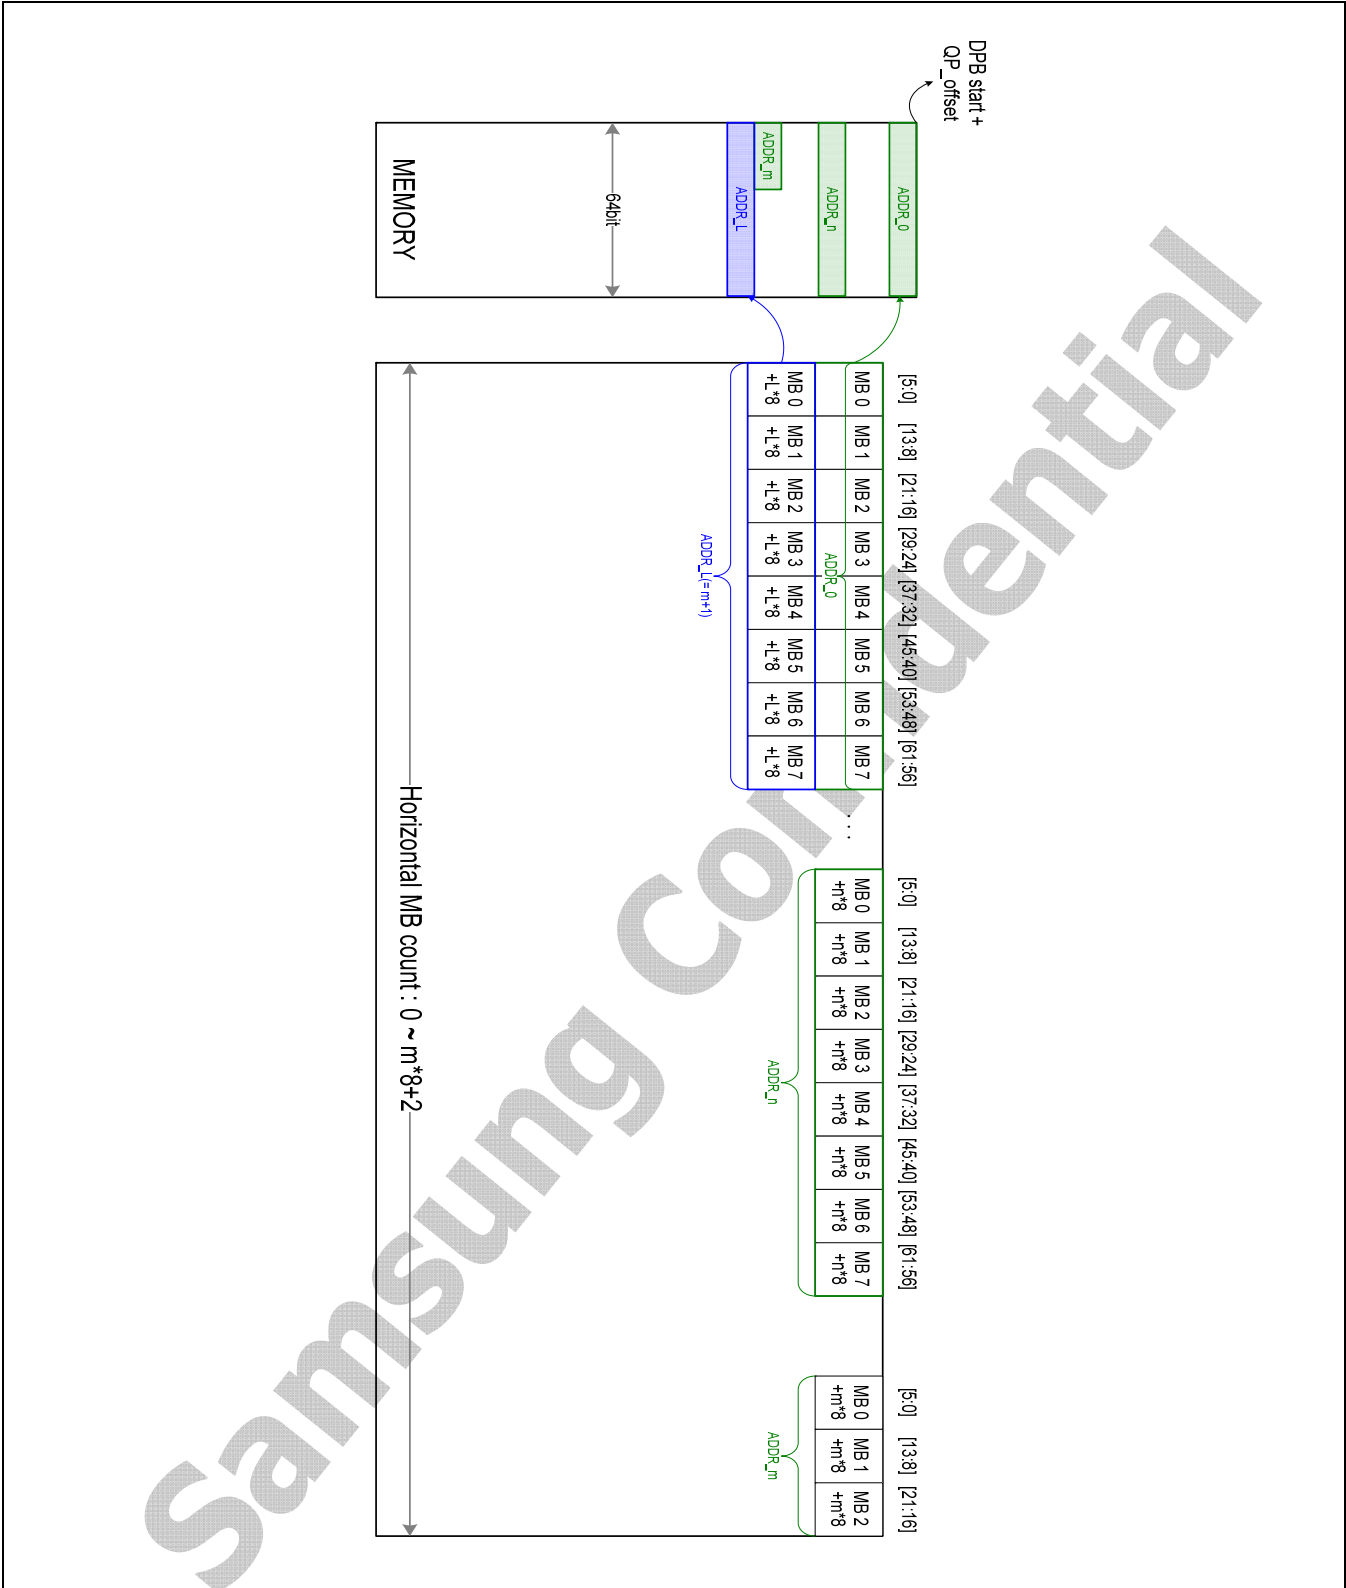 DPB start +
QP_offset
ADDR_0
ADDR_n
ADDR_m
ADDR_L
64bit
MEMORY
[5:0] [13:8] [21:16] [29:24] [37:32] [45:40] [53:48] [61:56]
MB 0 MB 1 MB 2 MB 3 MB 4 MB 5 MB 6 MB 7
ADDR_0
MB 0 MB 1 MB 2 MB 3 MB 4 MB 5 MB 6 MB 7
+L*8 +L*8 +L*8 +L*8 +L*8 +L*8 +L*8 +L*8
ADDR_L(= m+1)
. . .
[5:0] [13:8] [21:16] [29:24] [37:32] [45:40] [53:48] [61:56]
MB 0 MB 1 MB 2 MB 3 MB 4 MB 5 MB 6 MB 7
+n*8 +n*8 +n*8 +n*8 +n*8 +n*8 +n*8 +n*8
ADDR_n
[5:0] [13:8] [21:16]
MB 0 MB 1 MB 2
+m*8 +m*8 +m*8
ADDR_m
Horizontal MB count : 0 ~ m*8+2
Samsung Confidential